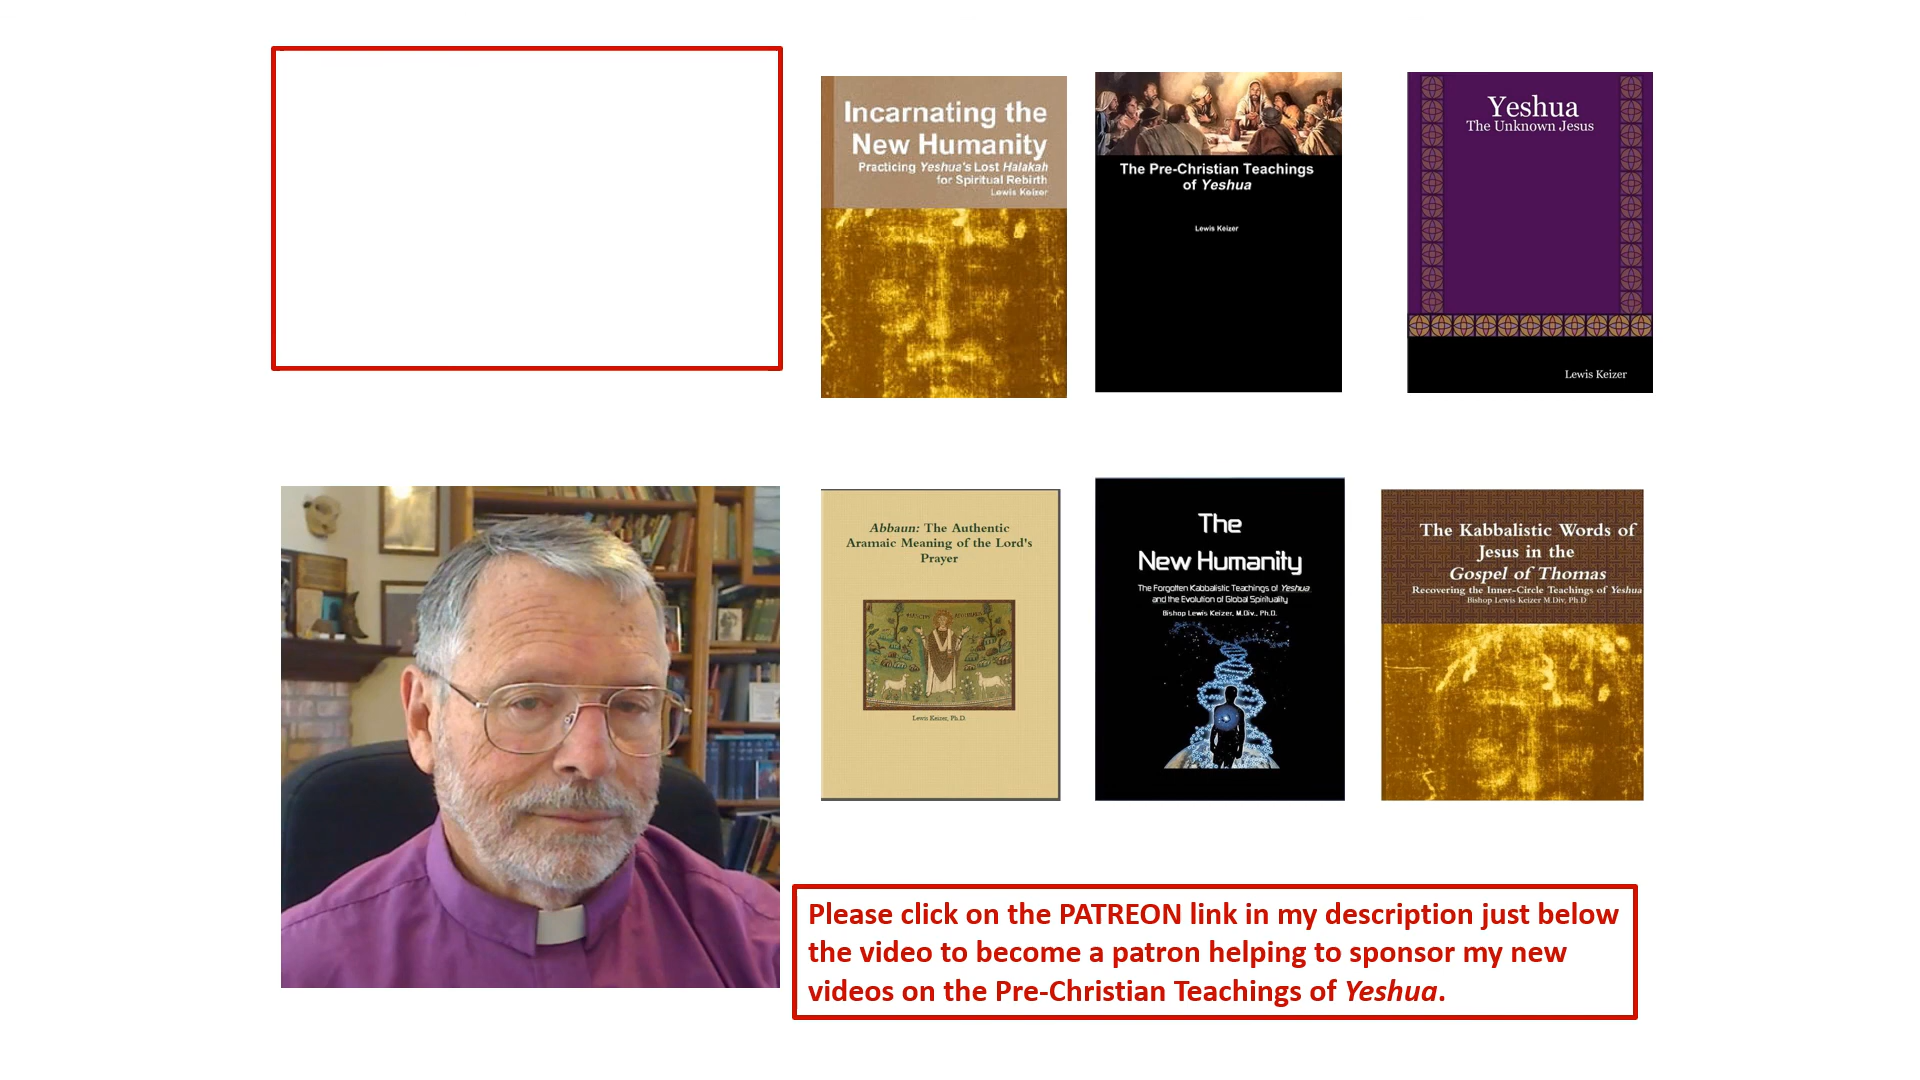 Incarnating the
New Humanity
Practicing Yeshua's Lost Halakah
for Spiritual Rebirth
Lewis Keizer
The Pre-Christian Teachings
of Yeshua
Lewis Keizer
Yeshua
The Unknown Jesus
Lewis Keizer
Abbaun: The Authentic
Aramaic Meaning of the Lord's
Prayer
Lewis Keizer, Ph.D.
The
New Humanity
The Forgotten Kabbalistic Teachings of Yeshua
and the Evolution of Global Spirituality
Bishop Lewis Keizer, M.Div., Ph.D.
The Kabbalistic Words of
Jesus in the
Gospel of Thomas
Recovering the Inner-Circle Teachings of Yeshua
Bishop Lewis Keizer M.Div, Ph.D
Please click on the PATREON link in my description just below
the video to become a patron helping to sponsor my new
videos on the Pre-Christian Teachings of Yeshua.